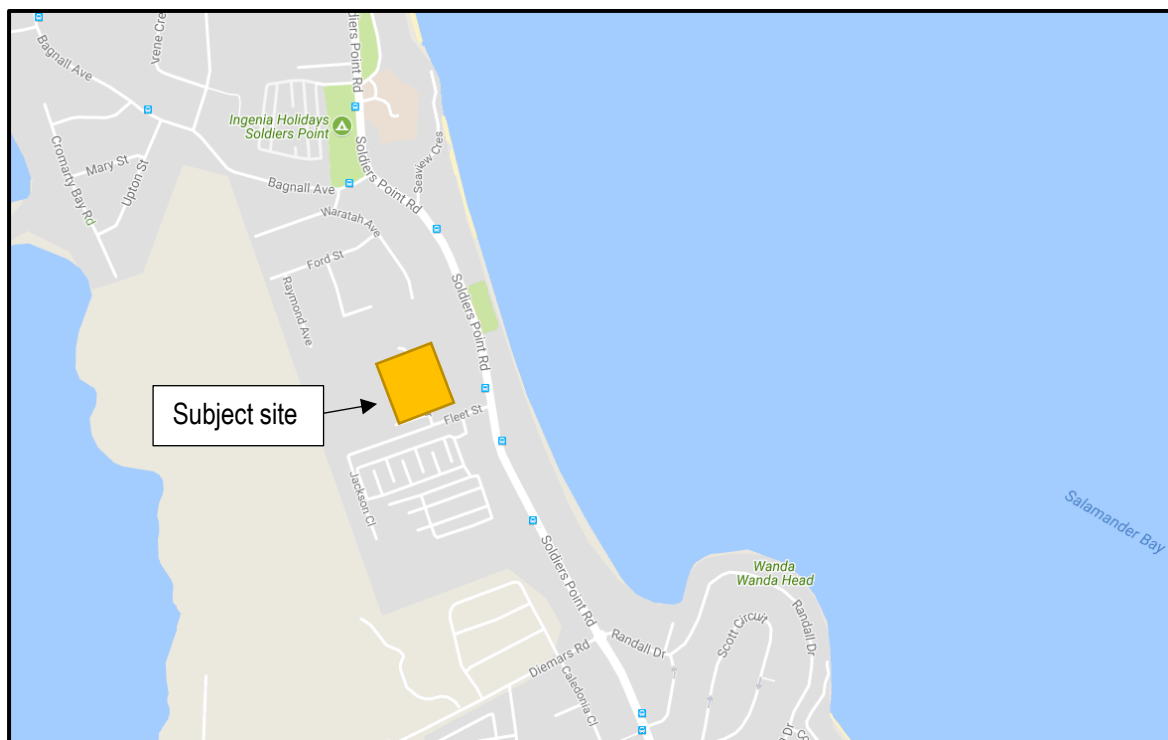 Bagnall Ave
Vene Cres
diers Point Rd
Ingenia Holidays
Soldiers Point
Soldiers Point Rd
Seaview Cres
Cromarty Bay Rd
Mary St
Upton St
Bagnall Ave
Waratah Ave
Ford St
Raymond Ave
Soldiers Point Rd
Subject site
Fleet St
Jackson Cl
Salamander Bay
Soldiers Point Rd
Wanda
Wanda Head
Randall Dr
Scott Circuit
Randall Dr
Diemars Rd
Caledonia Cl